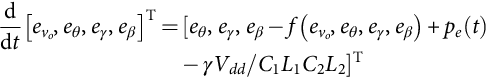 d/dt [e_{v_o}, e_θ, e_γ, e_β]^T = [e_θ, e_γ, e_β − f(e_{v_o}, e_θ, e_γ, e_β) + p_e(t)
− γV_{dd}/C_1L_1C_2L_2]^T